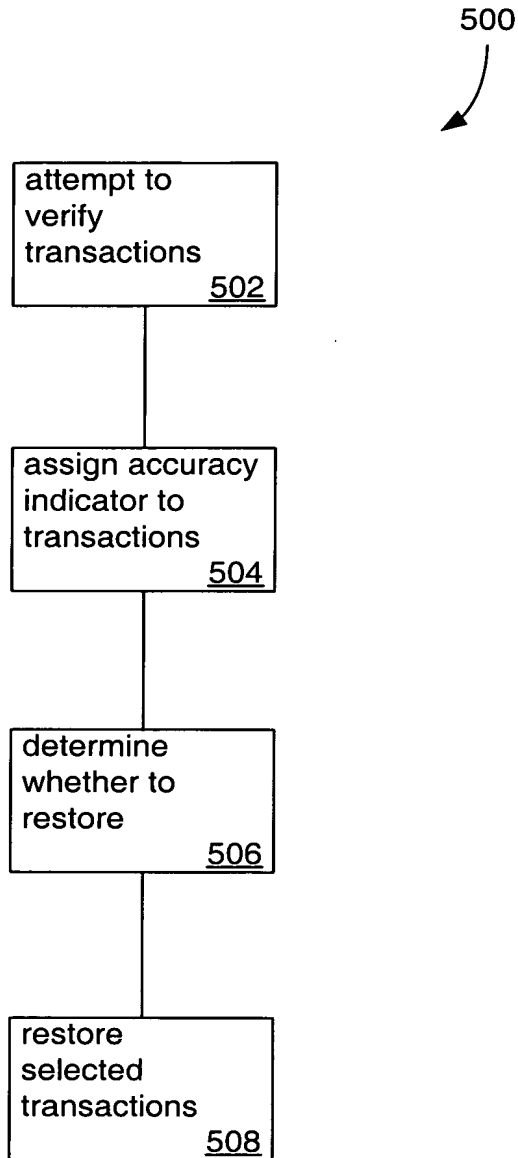 500
attempt to
verify
transactions
502
assign accuracy
indicator to
transactions
504
determine
whether to
restore
506
restore
selected
transactions
508